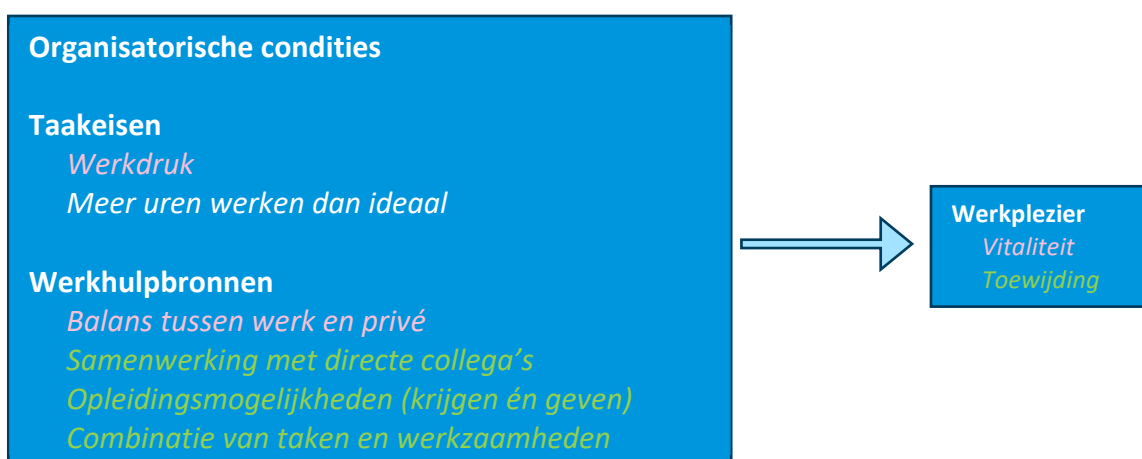 Organisatorische condities
Taakeisen
Werkdruk
Meer uren werken dan ideaal
Werkhulpbronnen
Balans tussen werk en privé
Samenwerking met directe collega’s
Opleidingsmogelijkheden (krijgen én geven)
Combinatie van taken en werkzaamheden
Werkplezier
Vitaliteit
Toewijding